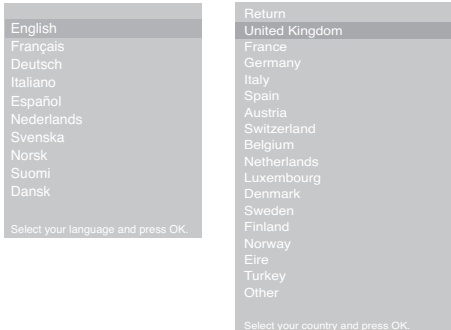 English
Français
Deutsch
Italiano
Español
Nederlands
Svenska
Norsk
Suomi
Dansk
Select your language and press OK.
Return
United Kingdom
France
Germany
Italy
Spain
Austria
Switzerland
Belgium
Netherlands
Luxembourg
Denmark
Sweden
Finland
Norway
Eire
Turkey
Other
Select your country and press OK.